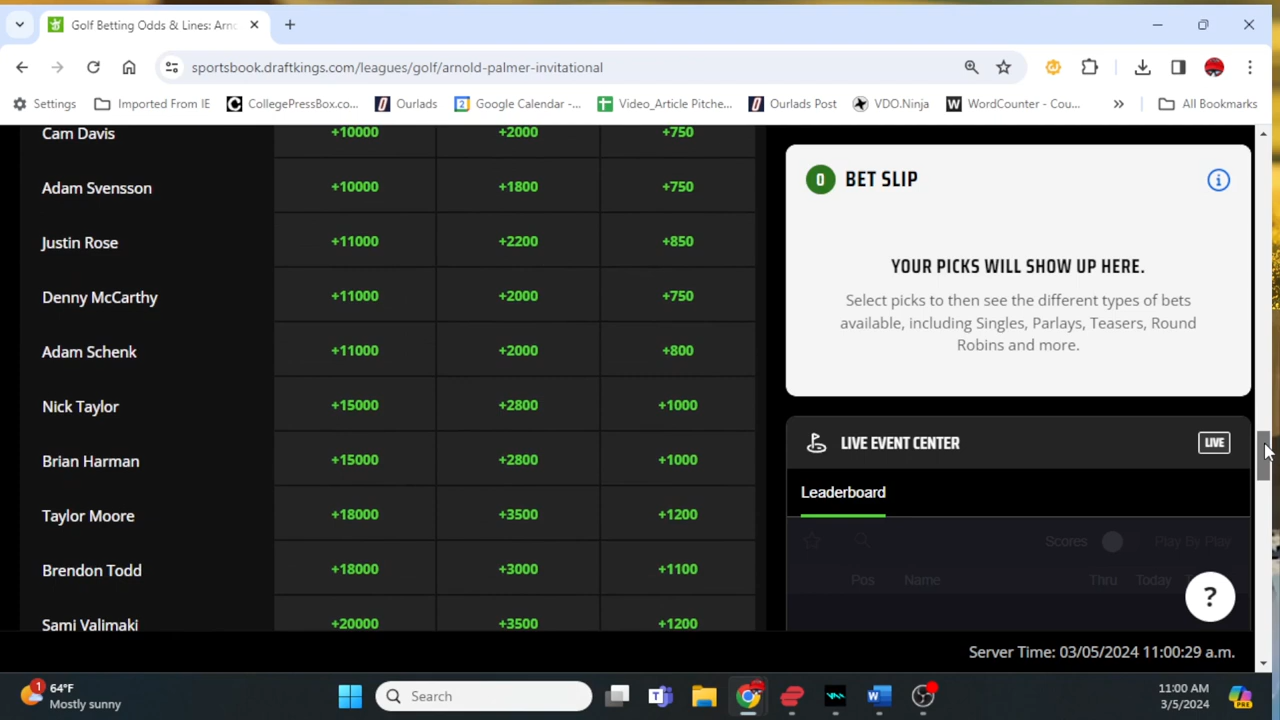 Golf Betting Odds & Lines: Arno
sportsbook.draftkings.com/leagues/golf/arnold-palmer-invitational
Settings Imported From IE CollegePressBox.co... Ourlads Google Calendar -... Video_Article Pitche... Ourlads Post VDO.Ninja WordCounter - Cou... » All Bookmarks
Cam Davis +10000 +2000 +750
Adam Svensson +10000 +1800 +750
Justin Rose +11000 +2200 +850
Denny McCarthy +11000 +2000 +750
Adam Schenk +11000 +2000 +800
Nick Taylor +15000 +2800 +1000
Brian Harman +15000 +2800 +1000
Taylor Moore +18000 +3500 +1200
Brendon Todd +18000 +3000 +1100
Sami Valimaki +20000 +3500 +1200
0 BET SLIP
YOUR PICKS WILL SHOW UP HERE.
Select picks to then see the different types of bets
available, including Singles, Parlays, Teasers, Round
Robins and more.
LIVE EVENT CENTER LIVE
Leaderboard
Scores Play By Play
Pos Name Thru Today
?
Server Time: 03/05/2024 11:00:29 a.m.
1 64°F
Mostly sunny
Search
11:00 AM
3/5/2024